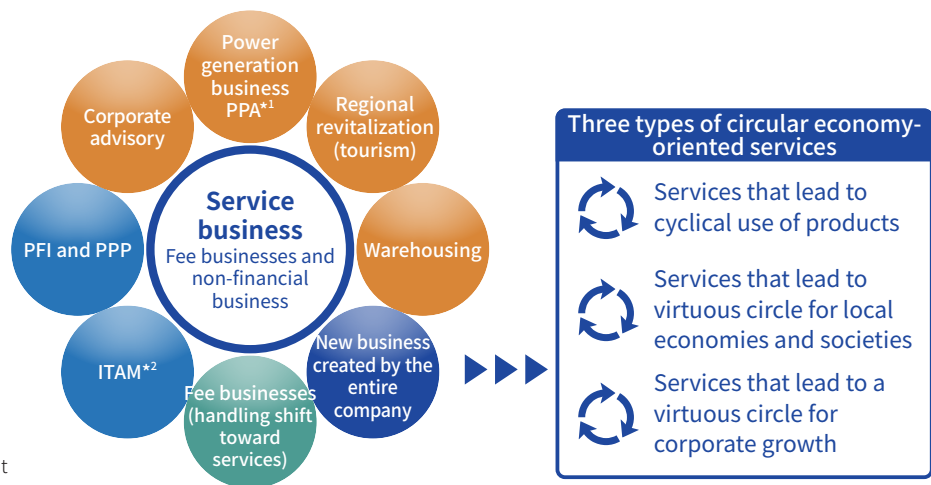 Power
generation
business
PPA*1
Corporate
advisory
Regional
revitalization
(tourism)
PFI and PPP
Service
business
Fee businesses and
non-financial
business
Warehousing
ITAM*2
Fee businesses
(handling shift
toward
services)
New business
created by the
entire
company
Three types of circular economy-
oriented services
Services that lead to
cyclical use of products
Services that lead to
virtuous circle for local
economies and societies
Services that lead to a
virtuous circle for
corporate growth
t